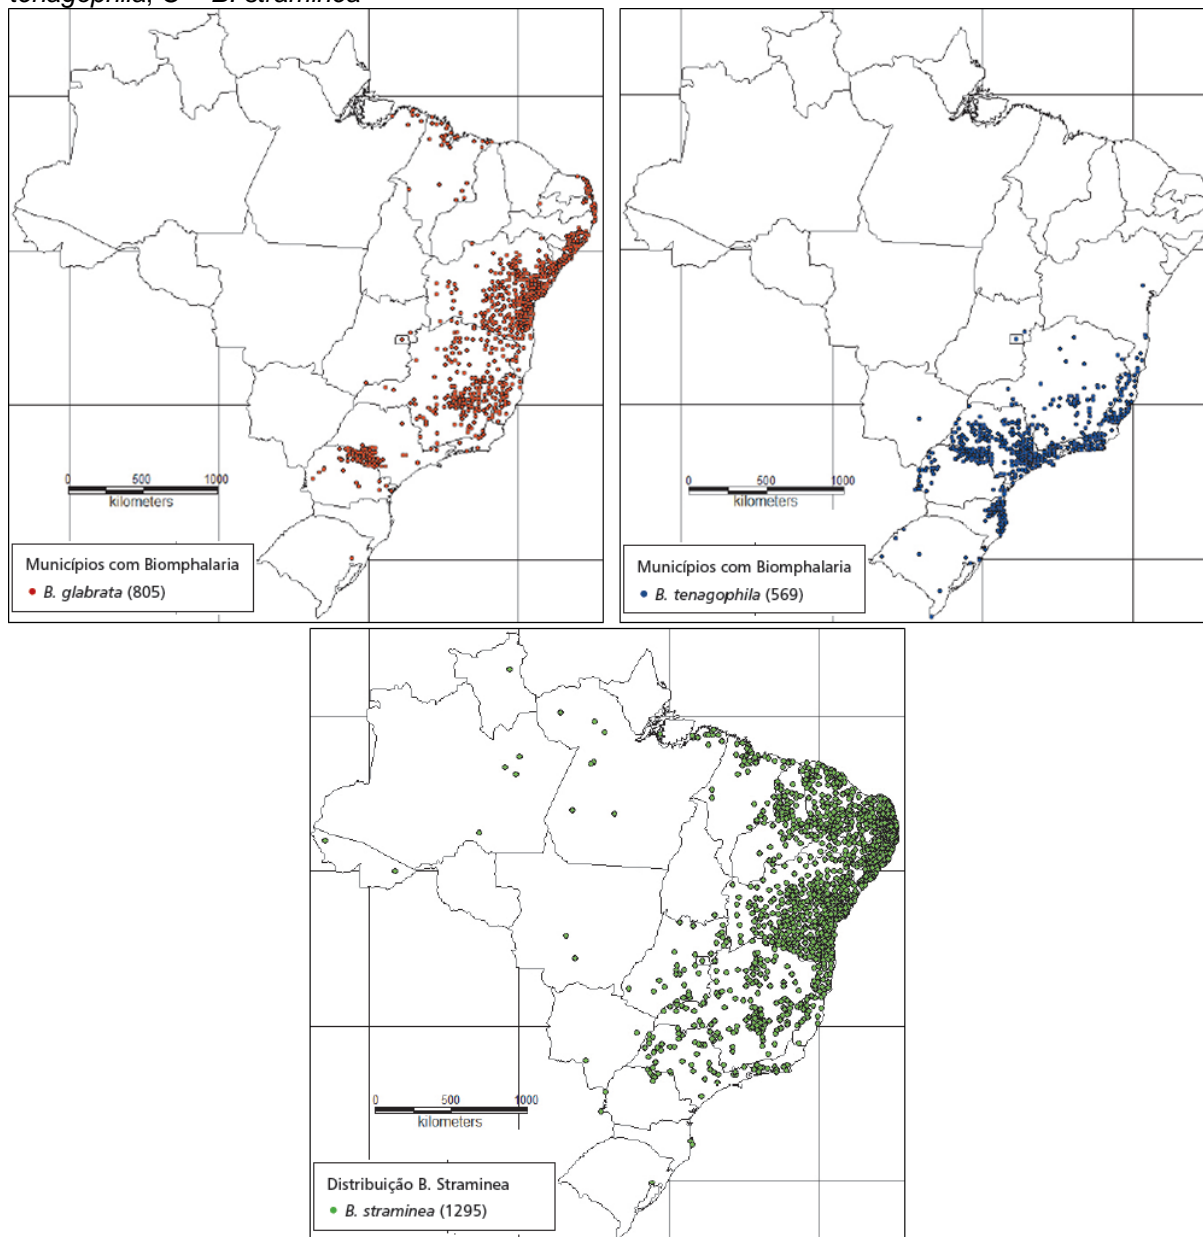 tenagophila; C – B. straminea
0 500 1000
kilometers
Municípios com Biomphalaria
B. glabrata (805)
0 500 1000
kilometers
Municípios com Biomphalaria
B. tenagophila (569)
0 500 1000
kilometers
Distribuição B. Straminea
B. straminea (1295)